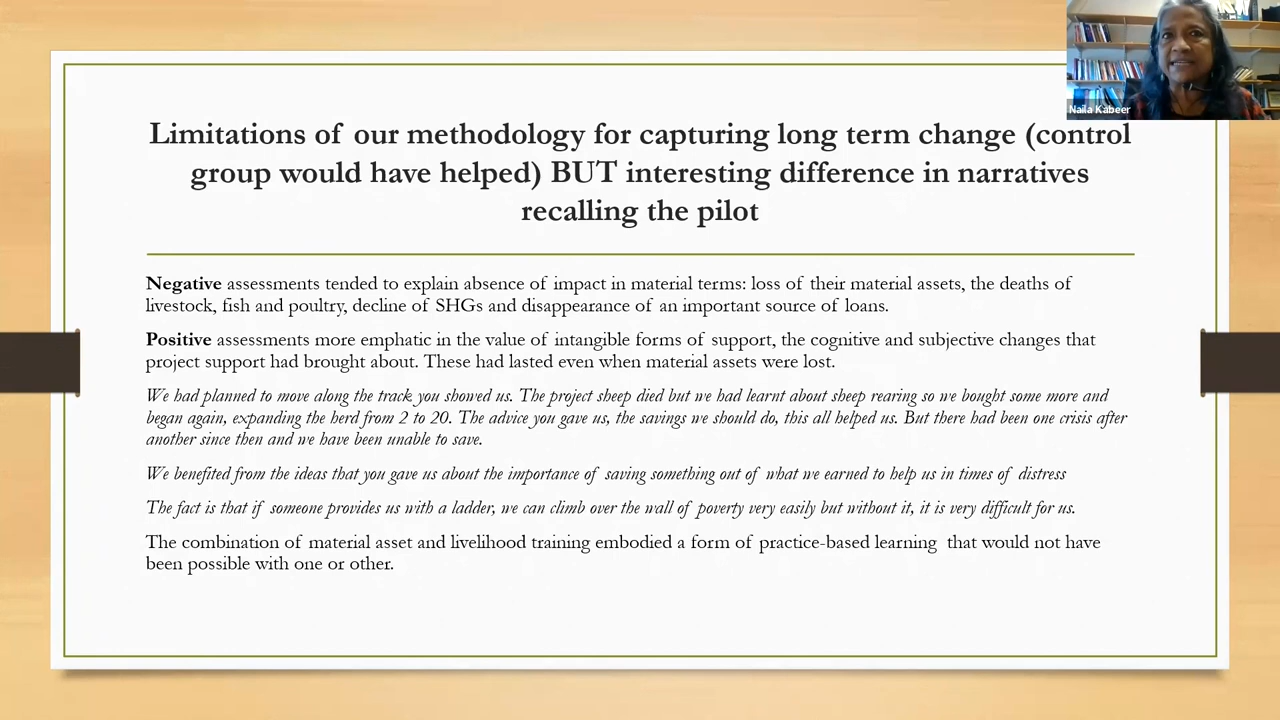 Naila Kabeer
Limitations of our methodology for capturing long term change (control
group would have helped) BUT interesting difference in narratives
recalling the pilot
Negative assessments tended to explain absence of impact in material terms: loss of their material assets, the deaths of
livestock, fish and poultry, decline of SHGs and disappearance of an important source of loans.
Positive assessments more emphatic in the value of intangible forms of support, the cognitive and subjective changes that
project support had brought about. These had lasted even when material assets were lost.
We had planned to move along the track you showed us. The project sheep died but we had learnt about sheep rearing so we bought some more and
began again, expanding the herd from 2 to 20. The advice you gave us, the savings we should do, this all helped us. But there had been one crisis after
another since then and we have been unable to save.
We benefited from the ideas that you gave us about the importance of saving something out of what we earned to help us in times of distress
The fact is that if someone provides us with a ladder, we can climb over the wall of poverty very easily but without it, it is very difficult for us.
The combination of material asset and livelihood training embodied a form of practice-based learning that would not have
been possible with one or other.